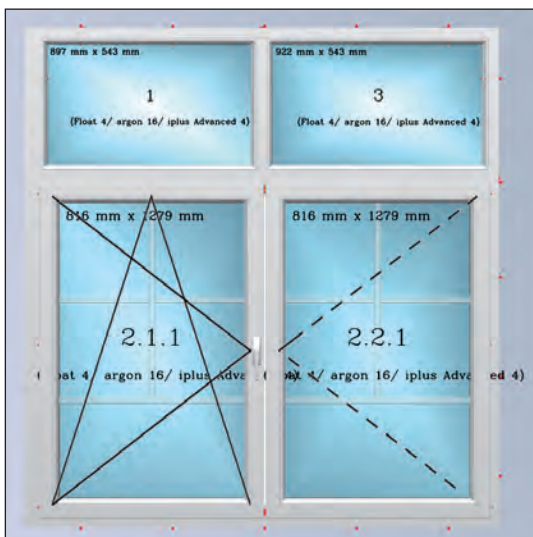 897 mm x 543 mm
922 mm x 543 mm
1
3
(Float 4/ argon 16/ iplus Advanced 4)
(Float 4/ argon 16/ iplus Advanced 4)
816 mm x 1279 mm
816 mm x 1279 mm
2.1.1
2.2.1
argon 16/ iplus
argon 16/ iplus Advanced 4)